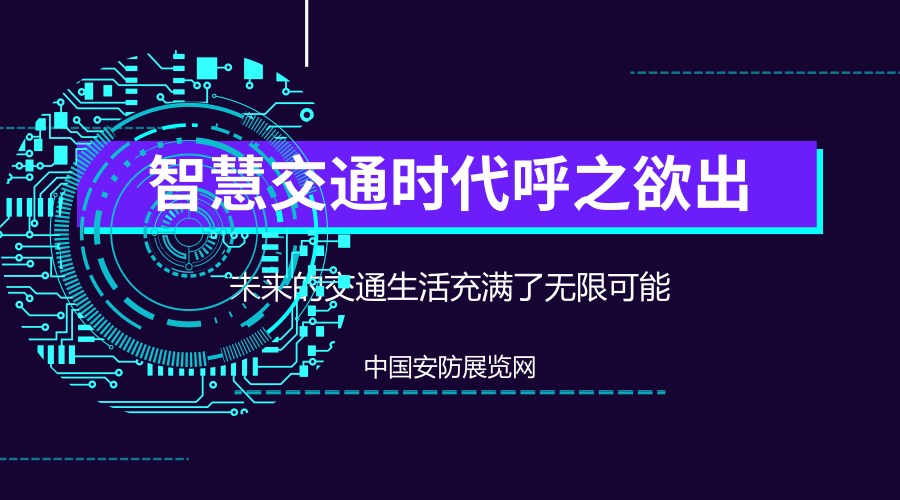 智慧交通时代呼之欲出
未来的交通生活充满了无限可能
中国安防展览网